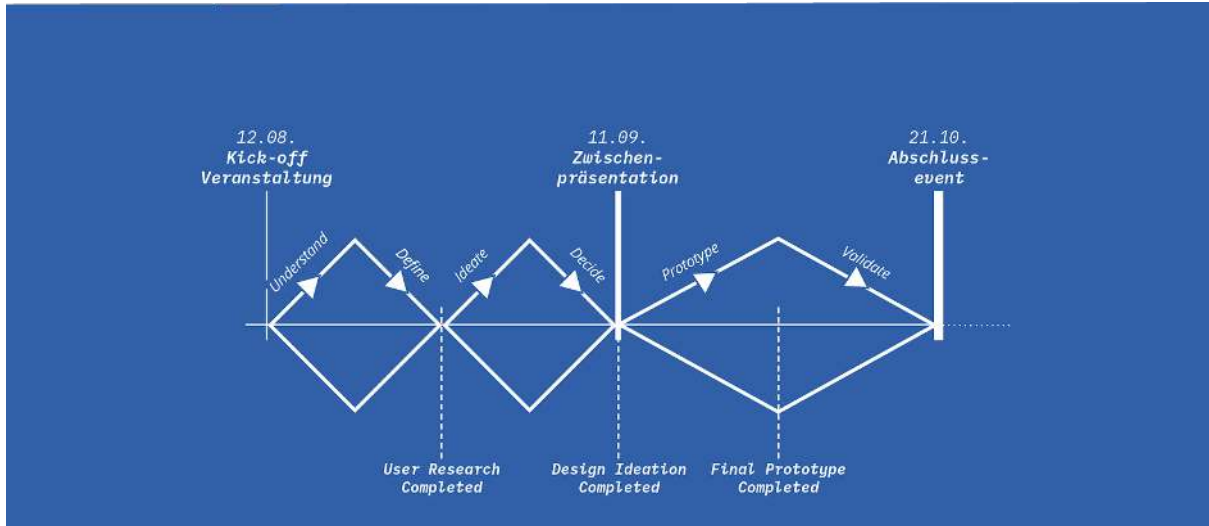 12.08.
Kick-off
Veranstaltung
11.09.
Zwischen-
präsentation
21.10.
Abschluss-
event
Understand
Define
Ideate
Decide
Prototype
Validate
User Research
Completed
Design Ideation
Completed
Final Prototype
Completed